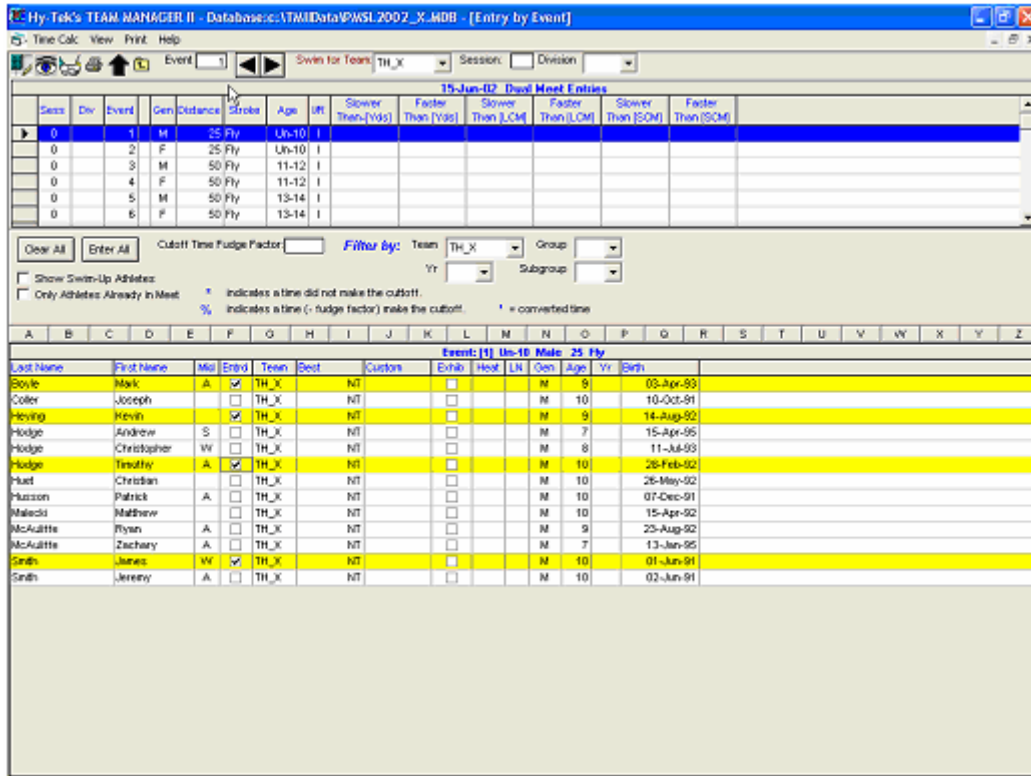 Hy-Tek's TEAM MANAGER II - Database:c:\TMIIData\PMSL2002_X.MDB - [Entry by Event]
Time Calc View Print Help
Event 1 Swim for Team: TH_X Session: Division
15-Jun-02 Dual Meet Entries
Sess Div Event Gen Distance Stroke Age I/R Slower Than-[Yds] Faster Than [Yds] Slower Than [LCM] Faster Than [LCM] Slower Than [SCM] Faster Than [SCM]
0 1 M 25 Fly Un-10 I
0 2 F 25 Fly Un-10 I
0 3 M 50 Fly 11-12 I
0 4 F 50 Fly 11-12 I
0 5 M 50 Fly 13-14 I
0 6 F 50 Fly 13-14 I
Clear All Enter All Cutoff Time Fudge Factor: Filter by: Team TH_X Group
Yr Subgroup
Show Swim-Up Athletes
Only Athletes Already in Meet * indicates a time did not make the cuttoff.
% indicates a time (- fudge factor) make the cuttoff. ' = converted time
A B C D E F G H I J K L M N O P Q R S T U V W X Y Z
Event: [1] Un-10 Male 25 Fly
Last Name First Name Mid Entrd Team Best Custom Exhib Heat LN Gen Age Yr Birth
Boyle Mark A TH_X NT M 9 03-Apr-93
Coller Joseph TH_X NT M 10 10-Oct-91
Heying Kevin TH_X NT M 9 14-Aug-92
Hodge Andrew S TH_X NT M 7 15-Apr-95
Hodge Christopher W TH_X NT M 8 11-Jul-93
Hodge Timothy A TH_X NT M 10 28-Feb-92
Huet Christian TH_X NT M 10 26-May-92
Husson Patrick A TH_X NT M 10 07-Dec-91
Malecki Matthew TH_X NT M 10 15-Apr-92
McAuliffe Ryan A TH_X NT M 9 23-Aug-92
McAuliffe Zachary A TH_X NT M 7 13-Jan-95
Smith James W TH_X NT M 10 01-Jun-91
Smith Jeremy A TH_X NT M 10 02-Jun-91